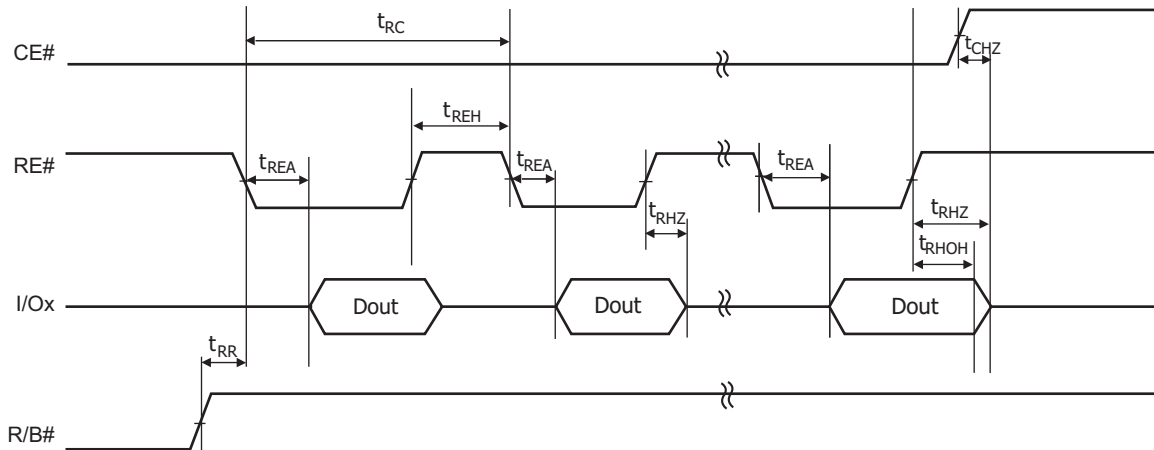 tRC
CE#
tCHZ
tREH
RE#
tREA
tREA
tREA
tRHZ
tRHZ
tRHOH
I/Ox
Dout
Dout
Dout
tRR
R/B#